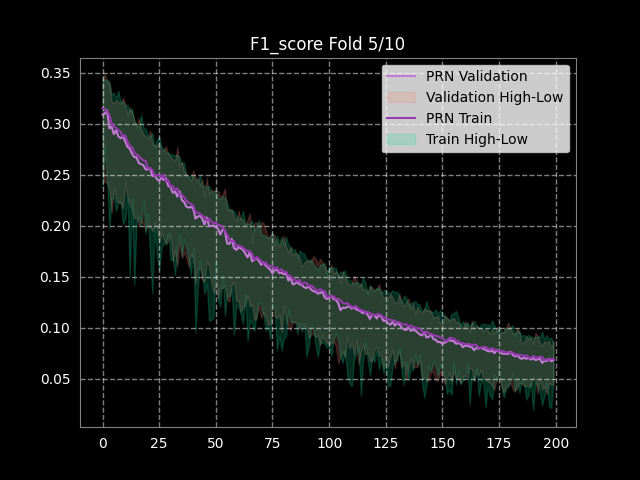 F1_score Fold 5/10
0.35
0.30
0.25
0.20
0.15
0.10
0.05
PRN Validation
Validation High-Low
PRN Train
Train High-Low
0 25 50 75 100 125 150 175 200